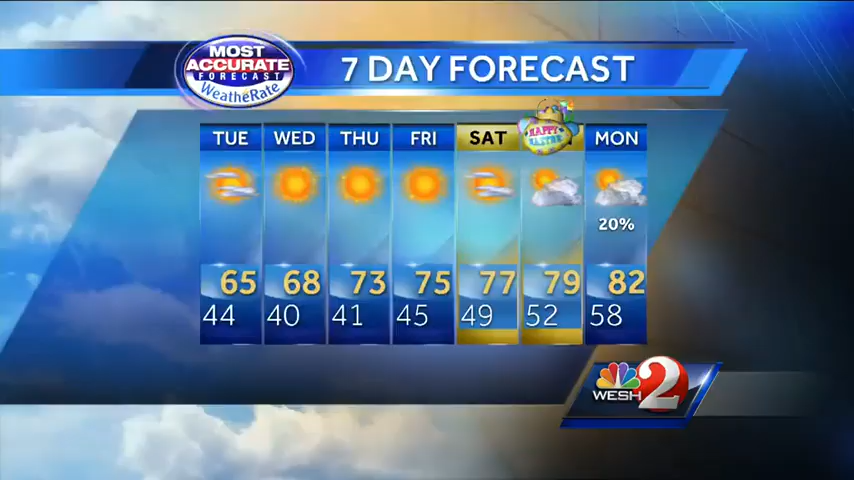 MOST
ACCURATE
FORECAST
WeatheRate
7 DAY FORECAST
TUE WED THU FRI SAT HAPPY EASTER MON
20%
65 68 73 75 77 79 82
44 40 41 45 49 52 58
WESH 2